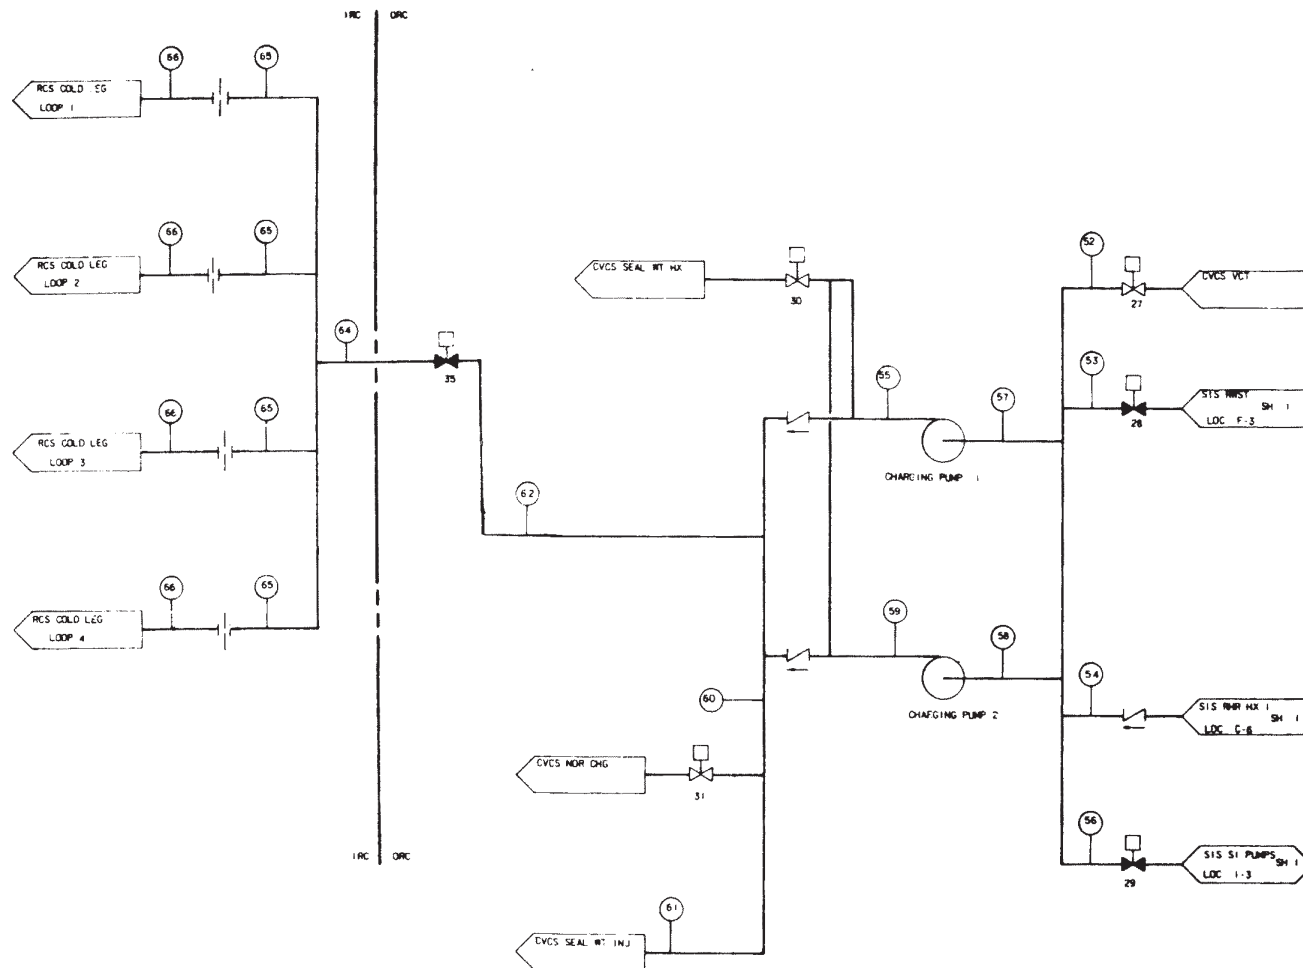 IRC ORC
66
65
RCS COLD LEG
LOOP 1
66
65
RCS COLD LEG
LOOP 2
64
35
66
65
RCS COLD LEG
LOOP 3
66
65
RCS COLD LEG
LOOP 4
IRC ORC
CVCS SEAL WT HX
30
62
55
57
CHARGING PUMP 1
59
58
CHARGING PUMP 2
60
CVCS NOR CHG
31
61
CVCS SEAL WT INJ
52
27
CVCS VCT
53
28
SIS RWST
SH 1
LOC F-3
54
SIS RHR HX 1
SH 1
LOC G-6
56
29
SIS SI PUMPS
SH 1
LOC I-3